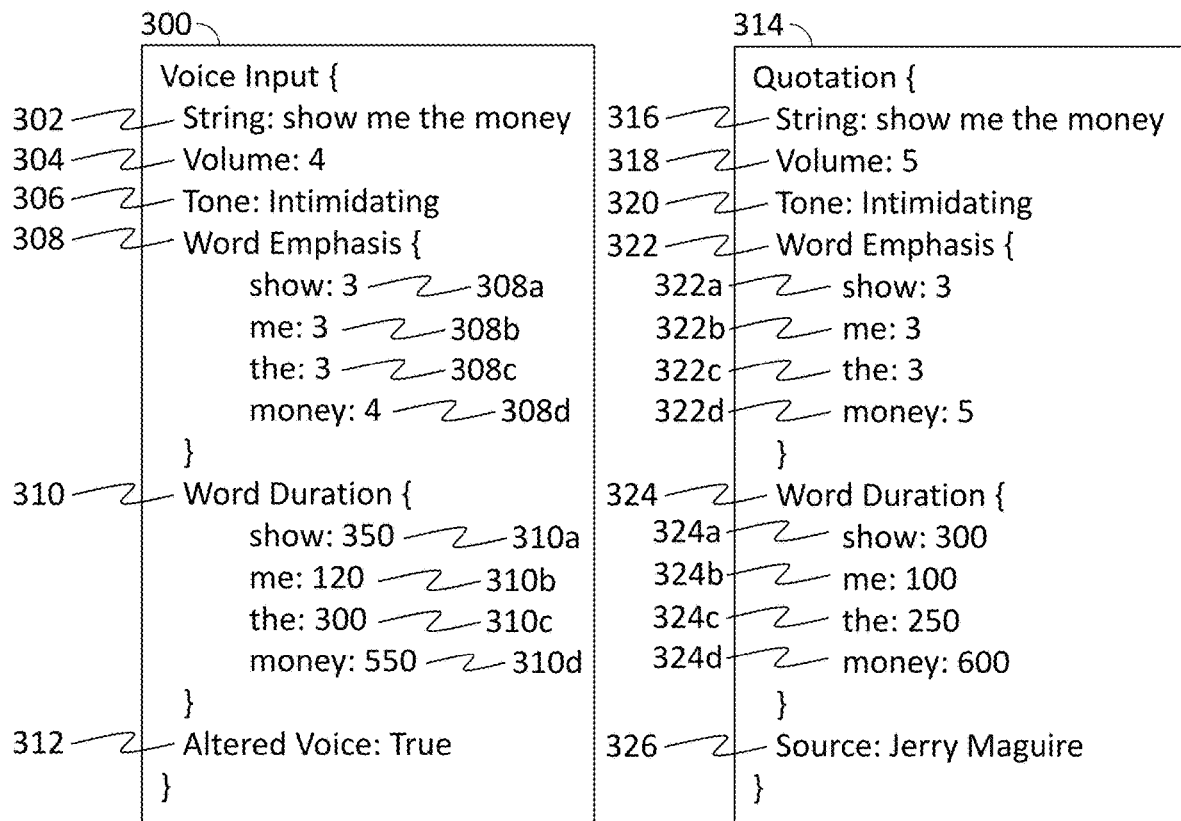 300
Voice Input {
302 String: show me the money
304 Volume: 4
306 Tone: Intimidating
308 Word Emphasis {
show: 3 308a
me: 3 308b
the: 3 308c
money: 4 308d
}
310 Word Duration {
show: 350 310a
me: 120 310b
the: 300 310c
money: 550 310d
}
312 Altered Voice: True
}
314
Quotation {
316 String: show me the money
318 Volume: 5
320 Tone: Intimidating
322 Word Emphasis {
322a show: 3
322b me: 3
322c the: 3
322d money: 5
}
324 Word Duration {
324a show: 300
324b me: 100
324c the: 250
324d money: 600
}
326 Source: Jerry Maguire
}